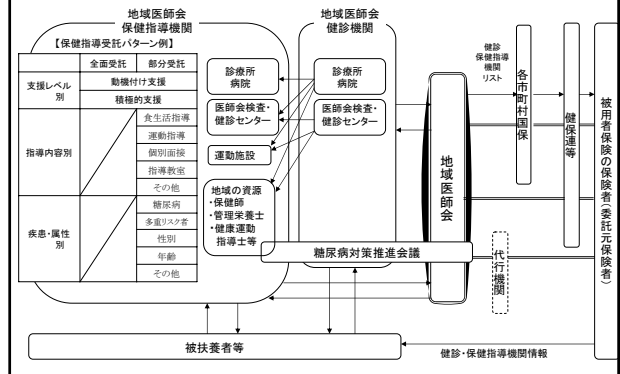 地域医師会
保健指導機関
【保健指導受託パターン例】
全面受託 部分受託
支援レベル別 動機付け支援
積極的支援
指導内容別 食生活指導
運動指導
個別面接
指導教室
その他
疾患・属性別 糖尿病
多重リスク者
性別
年齢
その他
診療所
病院
医師会検査・
健診センター
運動施設
地域の資源
・保健師
・管理栄養士
・健康運動
指導士等
地域医師会
健診機関
診療所
病院
医師会検査・
健診センター
糖尿病対策推進会議
地域医師会
健診
保健指導
機関
リスト
各市町村国保
健保連等
代行機関
被用者保険の保険者(委託元保険者)
被扶養者等
健診・保健指導機関情報